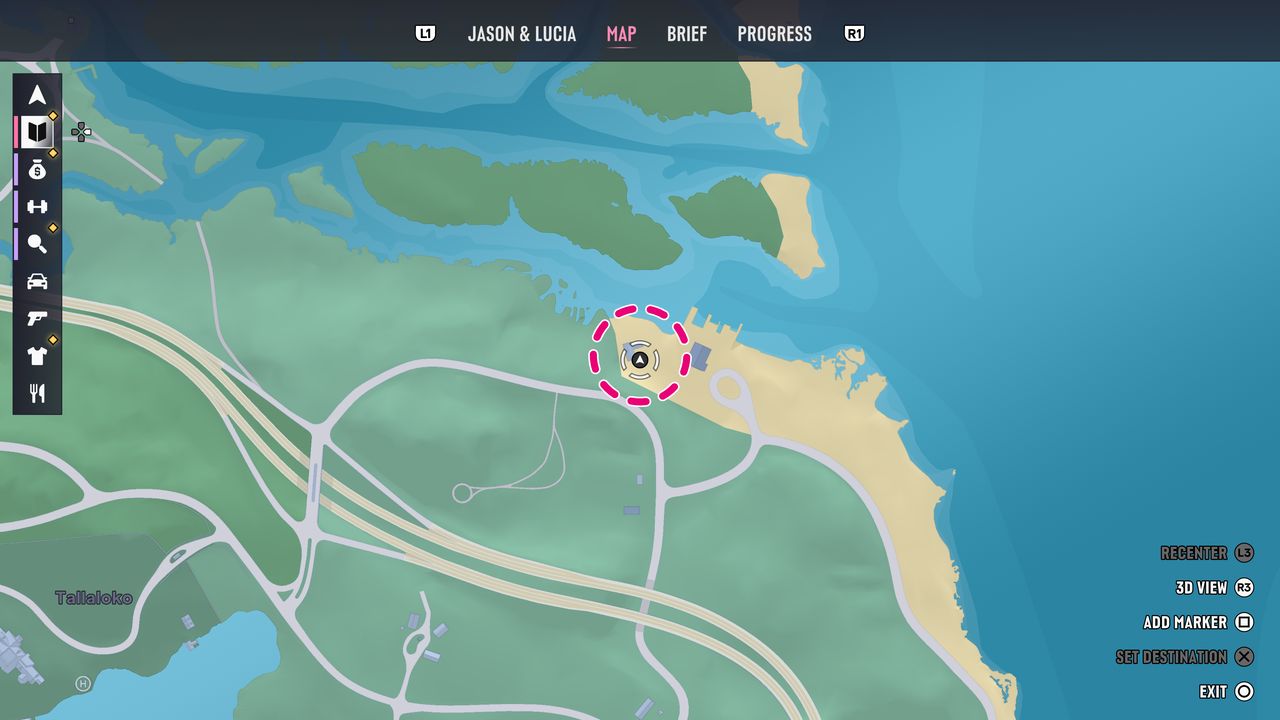 L1 JASON & LUCIA MAP BRIEF PROGRESS R1
Tallaloko
H
RECENTER L3
3D VIEW R3
ADD MARKER
SET DESTINATION
EXIT